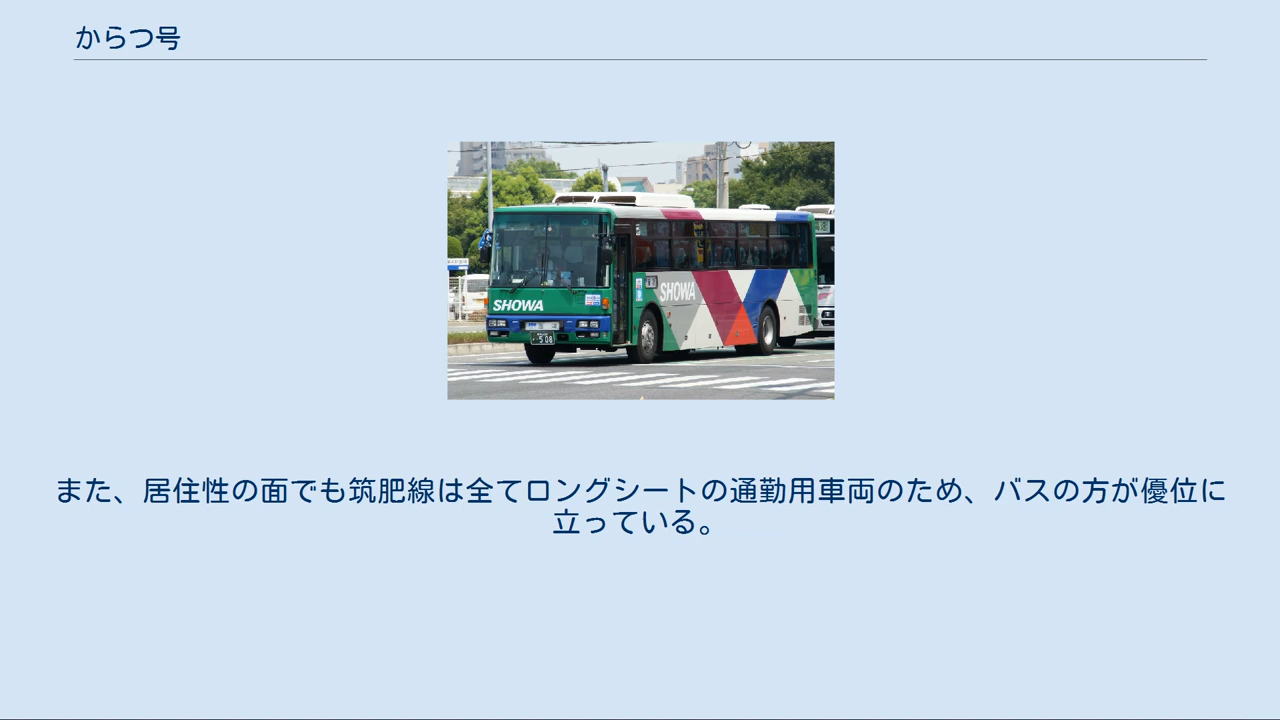 からつ号
SHOWA
SHOWA
508
また、居住性の面でも筑肥線は全てロングシートの通勤用車両のため、バスの方が優位に
立っている。